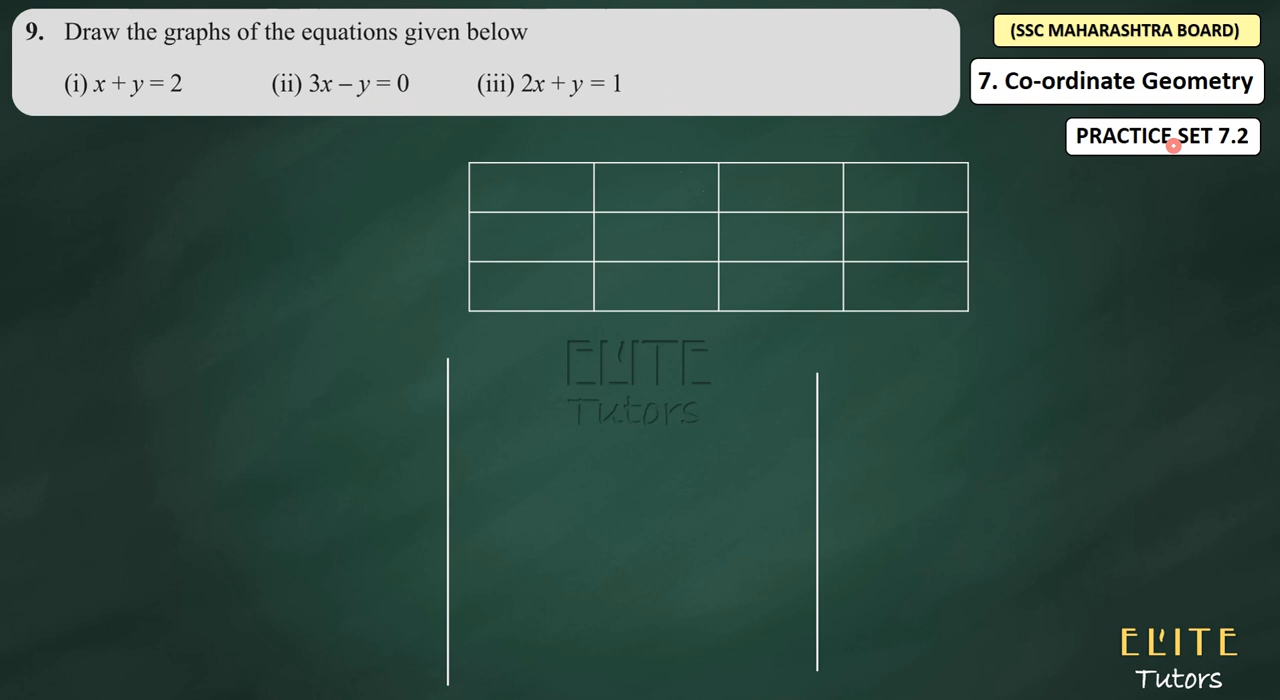 9. Draw the graphs of the equations given below
(i) x + y = 2 (ii) 3x – y = 0 (iii) 2x + y = 1
(SSC MAHARASHTRA BOARD)
7. Co-ordinate Geometry
PRACTICE SET 7.2
ELITE
Tutors
ELITE
Tutors